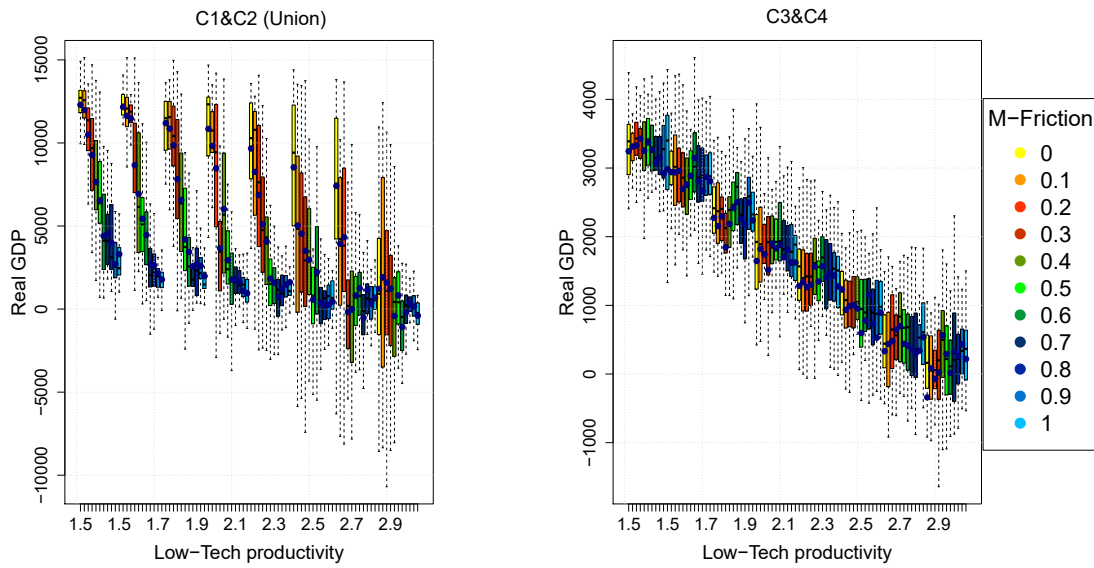 C1&C2 (Union)
15000
10000
5000
0
−5000
−10000
Real GDP
1.5 1.5 1.7 1.9 2.1 2.5 2.7 2.9
Low−Tech productivity
C3&C4
4000
3000
2000
1000
0
−1000
Real GDP
1.5 1.5 1.7 1.9 2.1 2.3 2.5 2.7 2.9
Low−Tech productivity
M−Friction
0
0.1
0.2
0.3
0.4
0.5
0.6
0.7
0.8
0.9
1